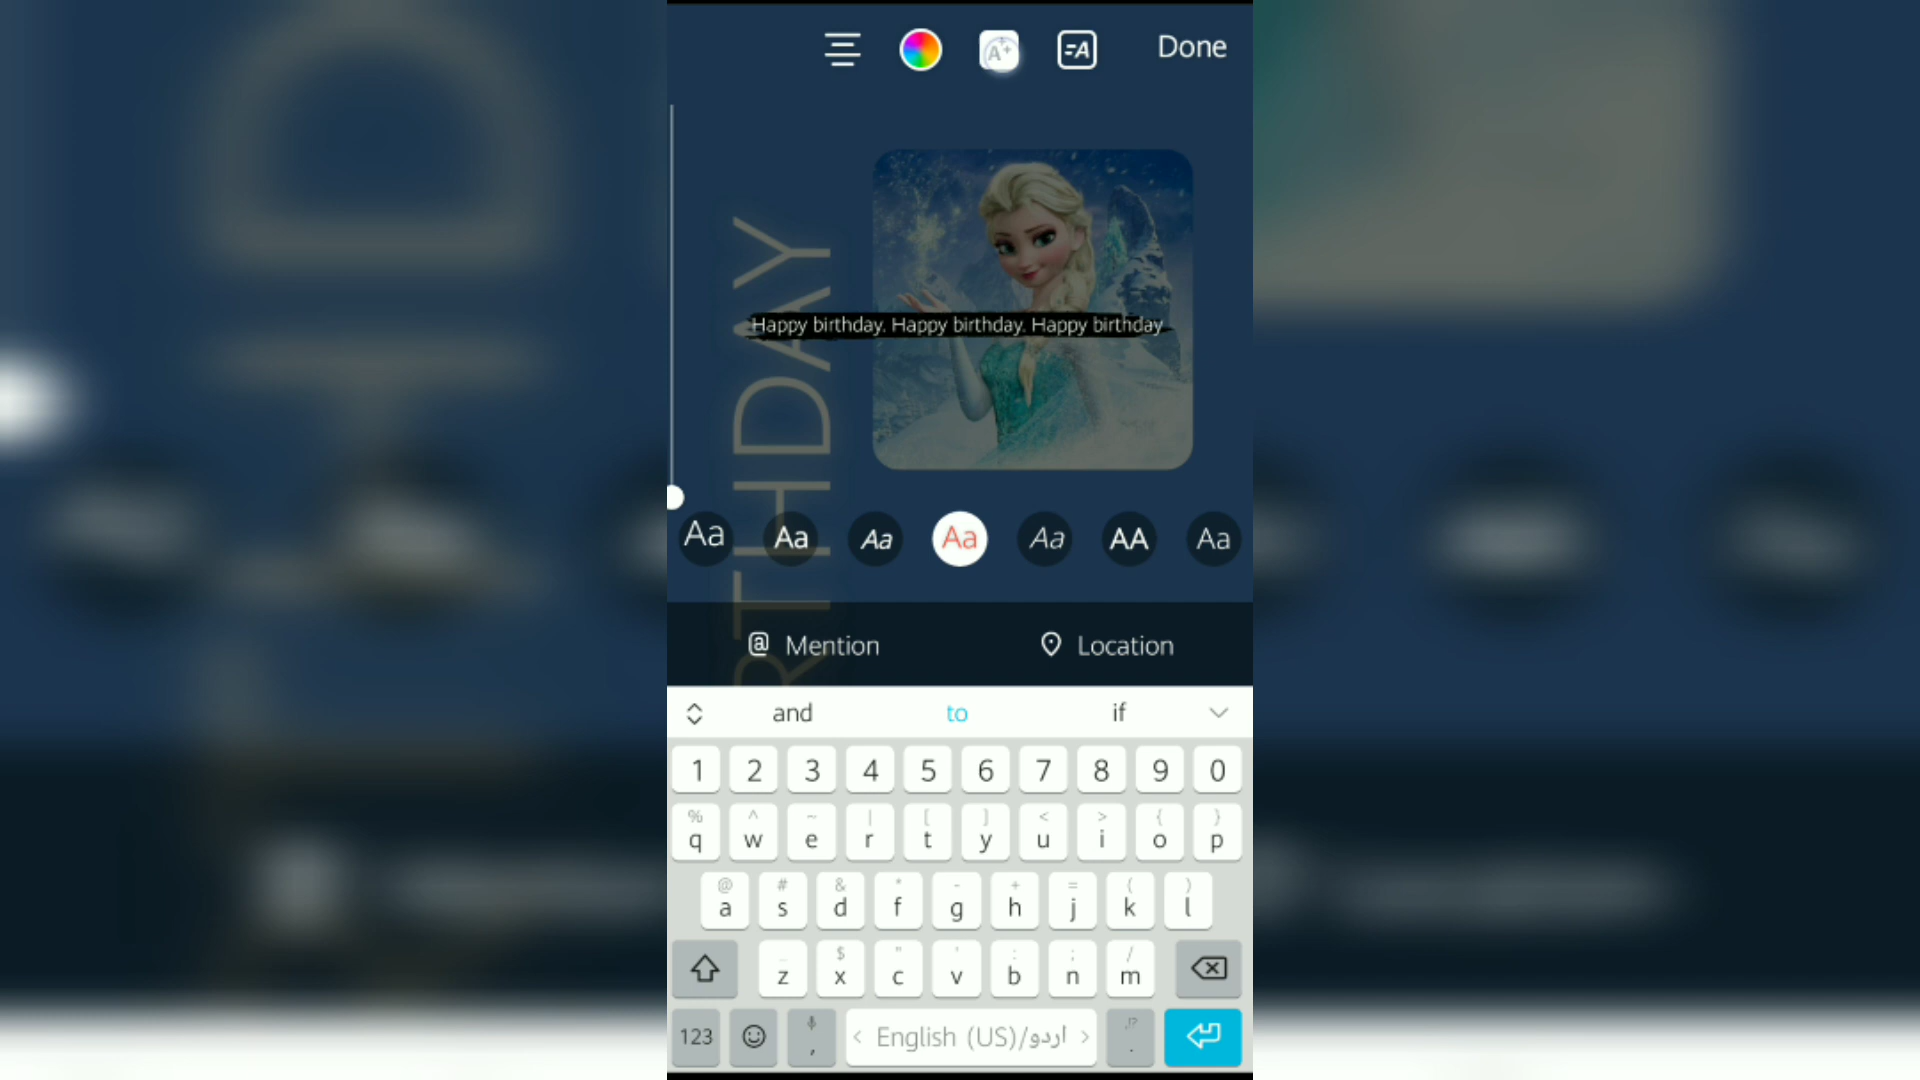 Done
BIRTHDAY
Happy birthday. Happy birthday. Happy birthday
Aa Aa Aa Aa Aa AA Aa
@ Mention Location
and to if
1 2 3 4 5 6 7 8 9 0
% ^ ~ | [ ] < > { }
q w e r t y u i o p
@ # & * - + = ( )
a s d f g h j k l
_ $ " ' : ; /
z x c v b n m
123 , < English (US)/اردو > ,!? .